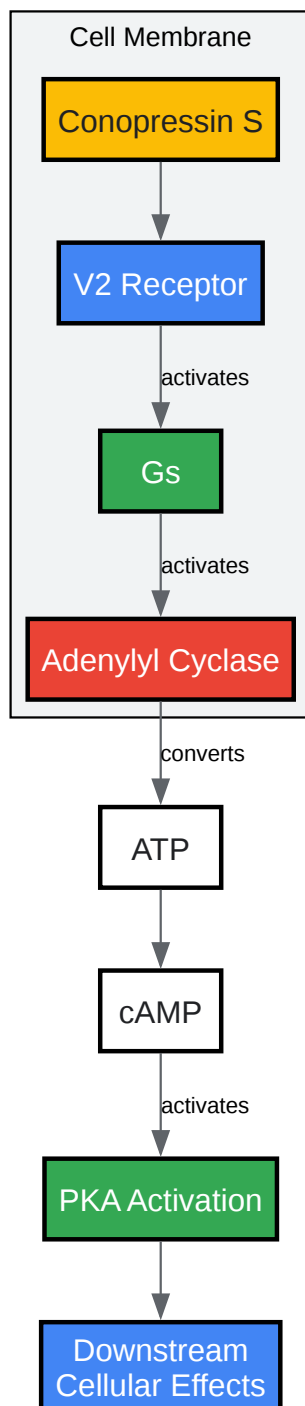 Cell Membrane
Conopressin S
V2 Receptor
activates
Gs
activates
Adenylyl Cyclase
converts
ATP
cAMP
activates
PKA Activation
Downstream
Cellular Effects